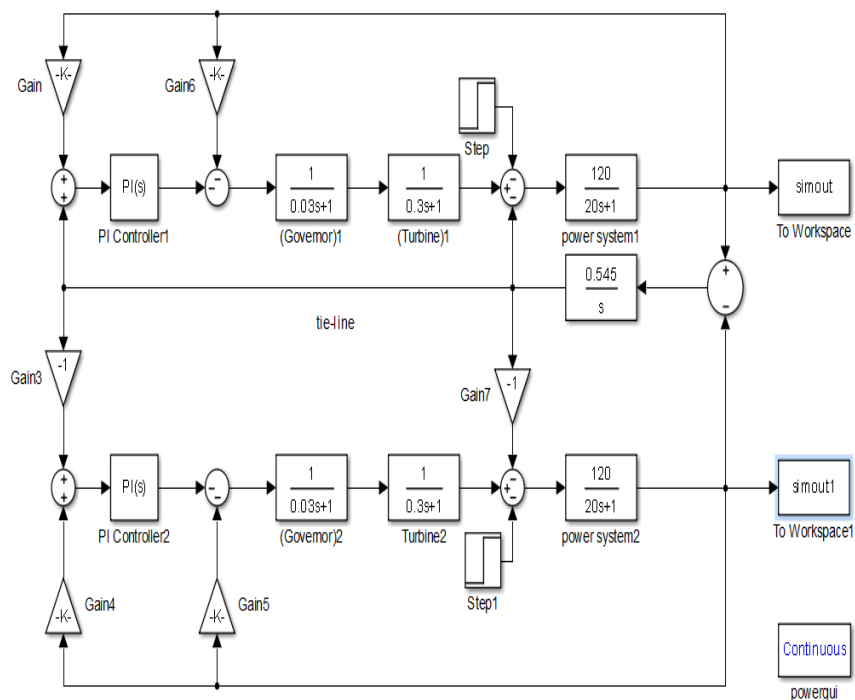 -K-
Gain
-K-
Gain6
Step
+
+
PI(s)
PI Controller1
−
−
1
0.03s+1
(Governor)1
1
0.3s+1
(Turbine)1
−
+
−
120
20s+1
power system1
simout
To Workspace
0.545
s
+
−
tie-line
-1
Gain3
-1
Gain7
+
+
PI(s)
PI Controller2
−
−
1
0.03s+1
(Governor)2
1
0.3s+1
Turbine2
−
+
−
120
20s+1
power system2
simout1
To Workspace1
-K-
Gain4
-K-
Gain5
Step1
Continuous
powergui